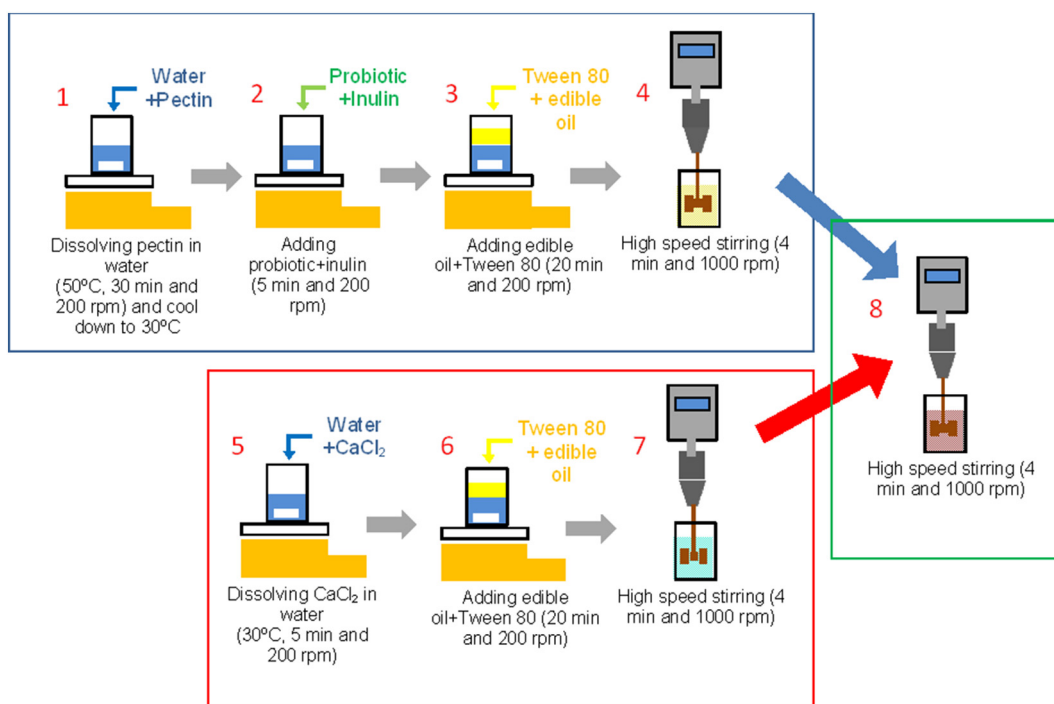 1
Water
+Pectin
Dissolving pectin in
water
(50ºC, 30 min and
200 rpm) and cool
down to 30ºC
2
Probiotic
+Inulin
Adding
probiotic+inulin
(5 min and 200
rpm)
3
Tween 80
+ edible
oil
Adding edible
oil+Tween 80 (20 min
and 200 rpm)
4
High speed stirring (4
min and 1000 rpm)
5
Water
+CaCl₂
Dissolving CaCl₂ in
water
(30ºC, 5 min and
200 rpm)
6
Tween 80
+ edible
oil
Adding edible
oil+Tween 80 (20 min
and 200 rpm)
7
High speed stirring (4
min and 1000 rpm)
8
High speed stirring (4
min and 1000 rpm)